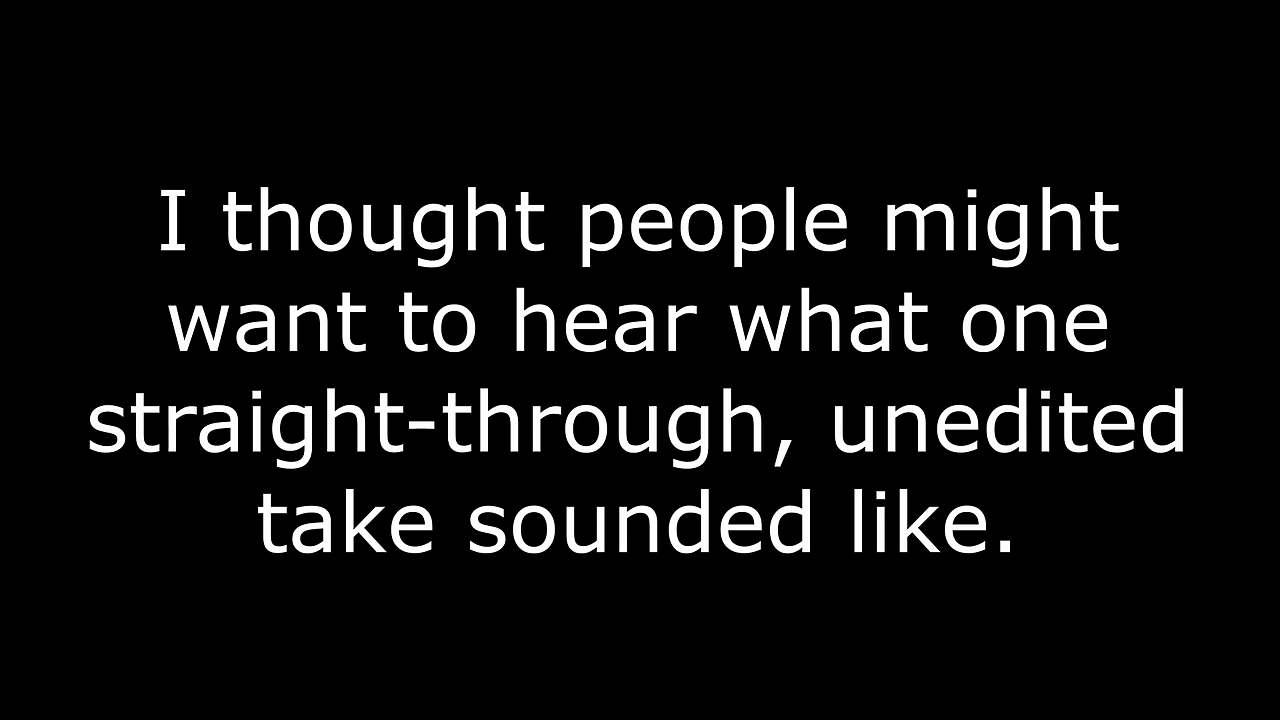 I thought people might
want to hear what one
straight-through, unedited
take sounded like.